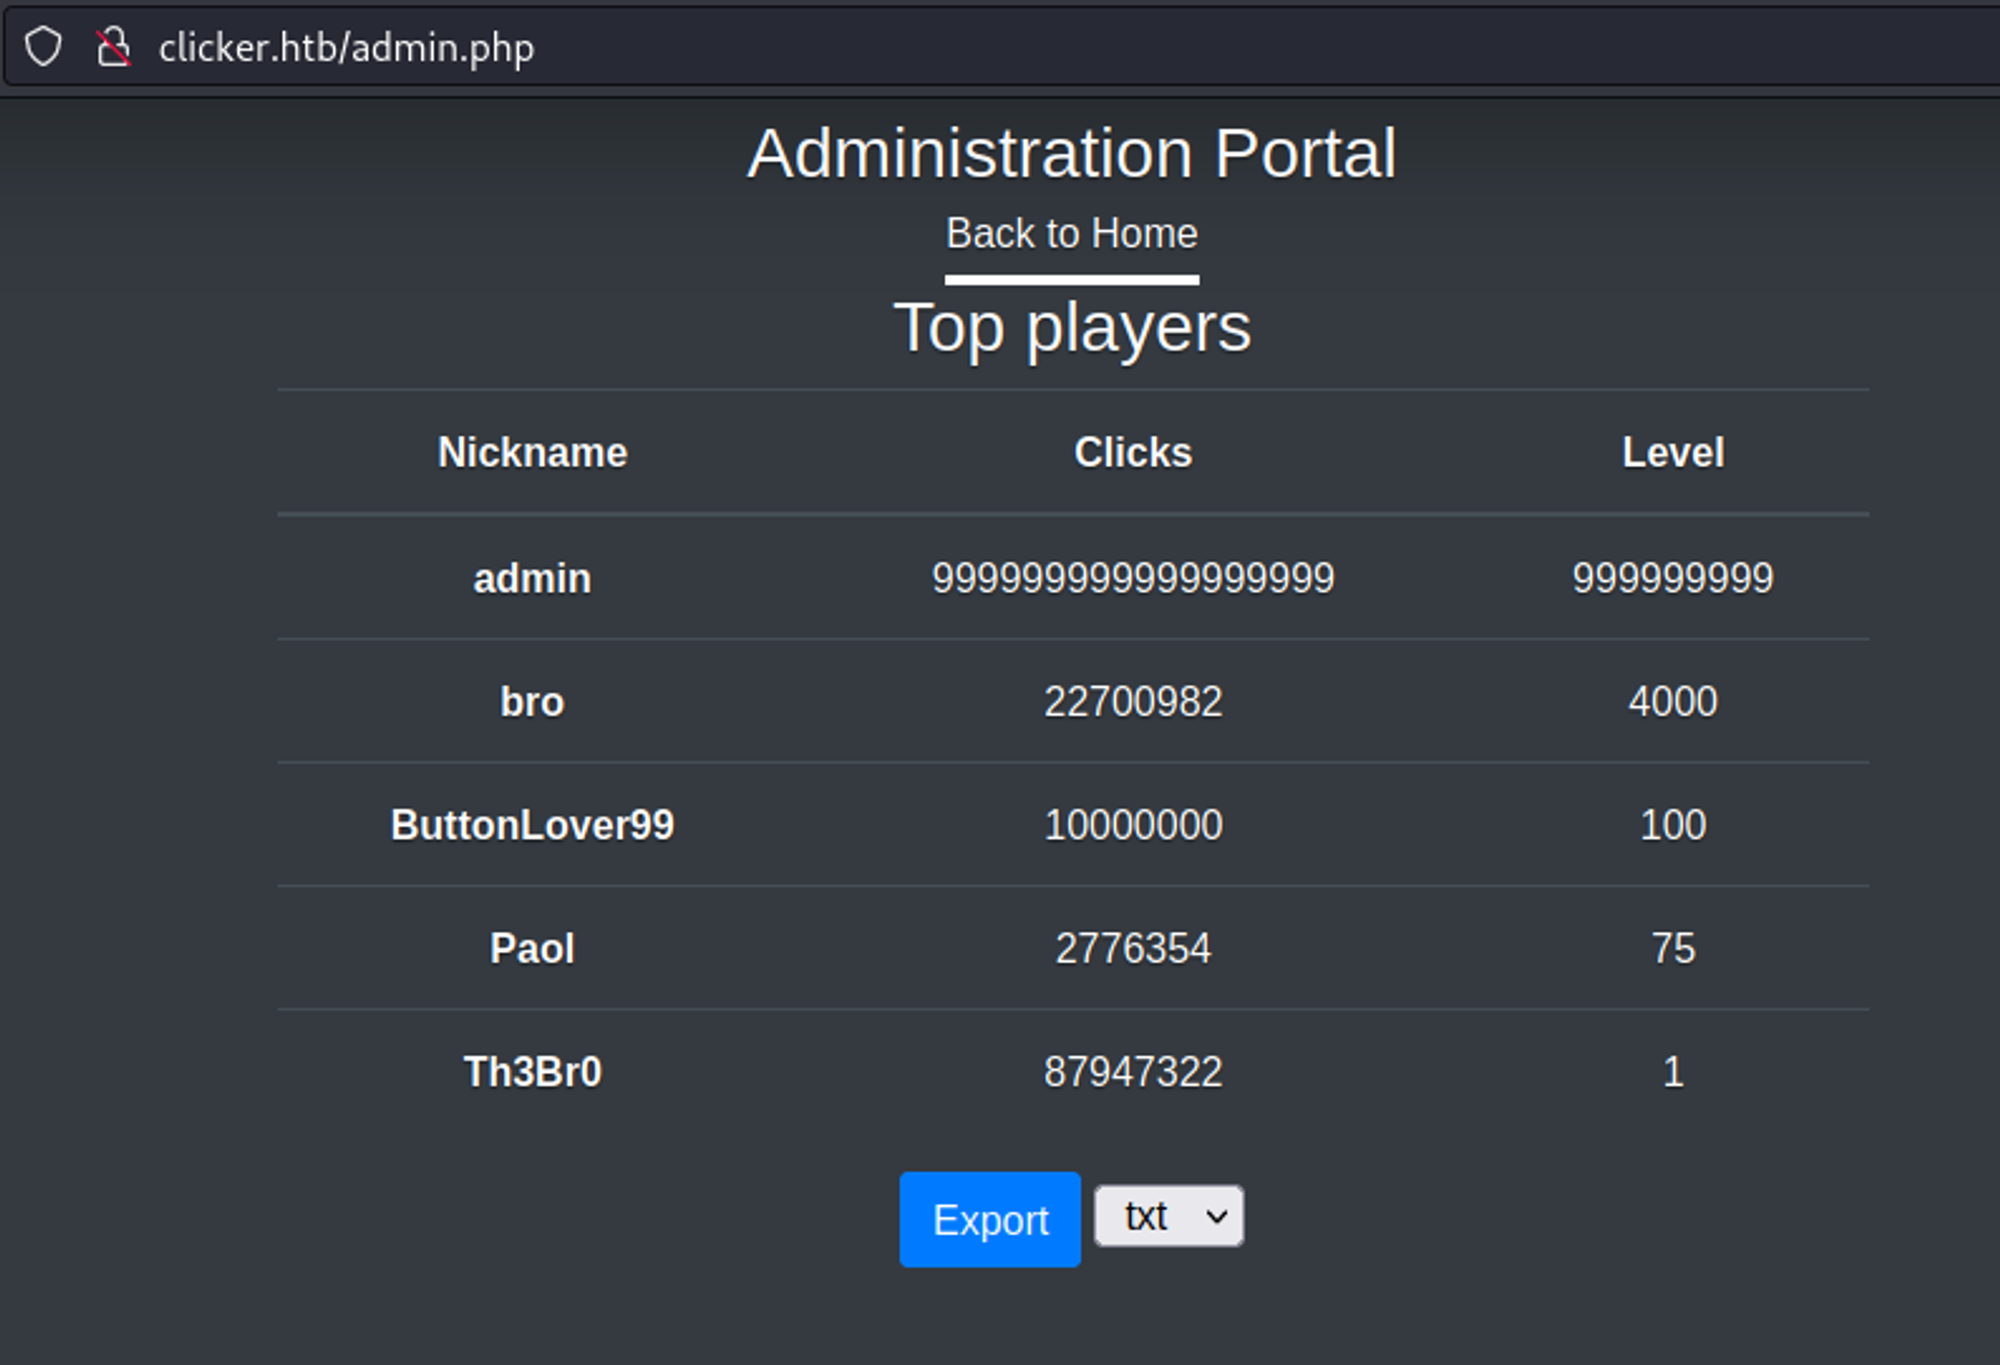 clicker.htb/admin.php
Administration Portal
Back to Home
Top players
Nickname Clicks Level
admin 999999999999999999 999999999
bro 22700982 4000
ButtonLover99 10000000 100
Paol 2776354 75
Th3Br0 87947322 1
Export txt